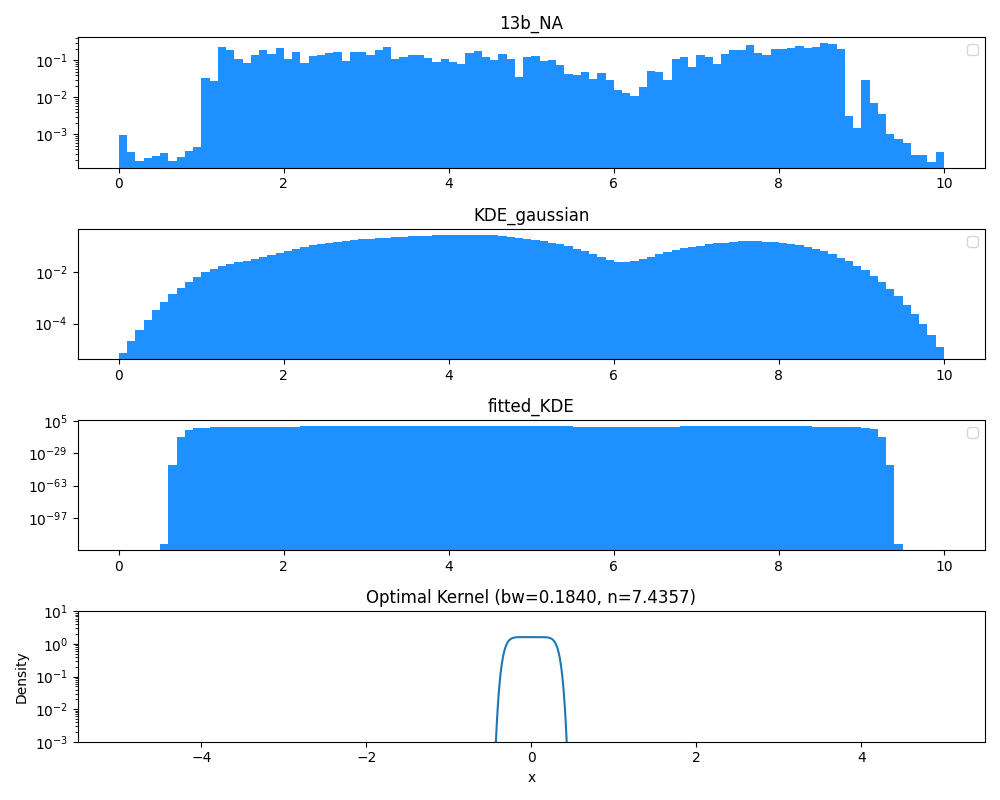 13b_NA
10⁻¹
10⁻²
10⁻³
0 2 4 6 8 10
KDE_gaussian
10⁻²
10⁻⁴
0 2 4 6 8 10
fitted_KDE
10⁵
10⁻²⁹
10⁻⁶³
10⁻⁹⁷
0 2 4 6 8 10
Optimal Kernel (bw=0.1840, n=7.4357)
10¹
10⁰
10⁻¹
10⁻²
10⁻³
Density
−4 −2 0 2 4
x